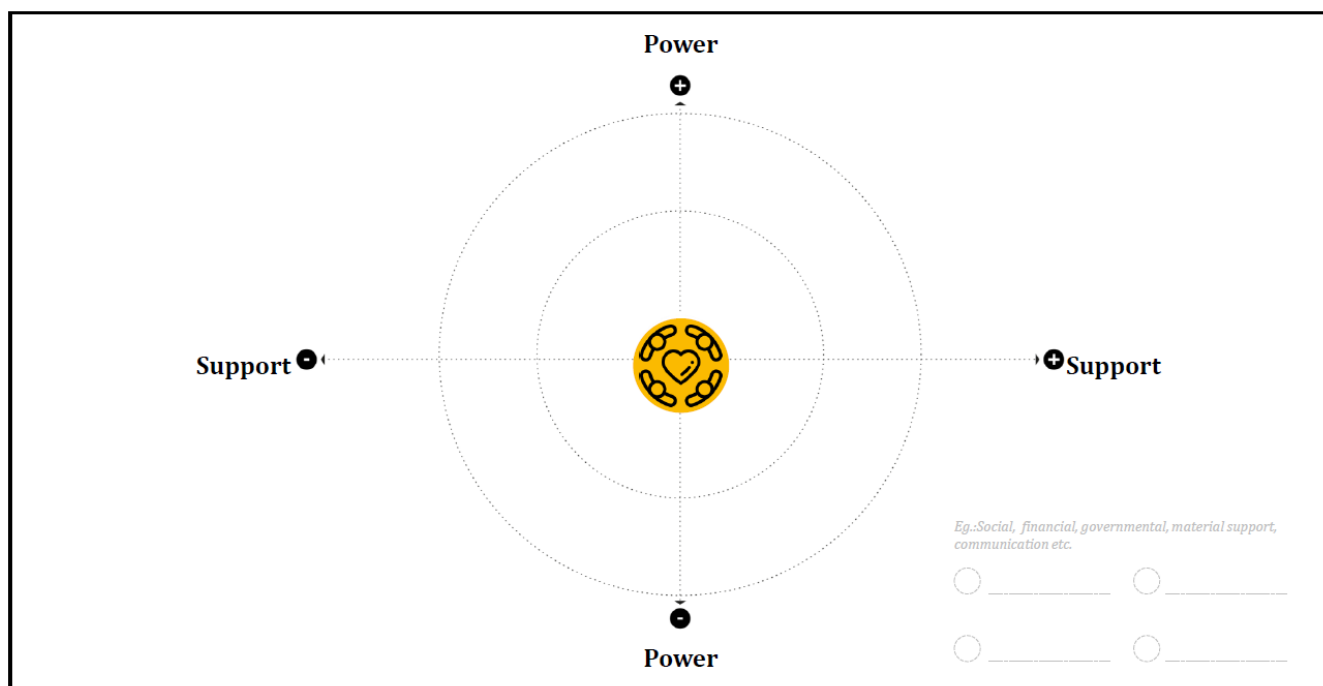 Power
+
Support -
+ Support
Eg.:Social, financial, governmental, material support,
communication etc.
-
Power